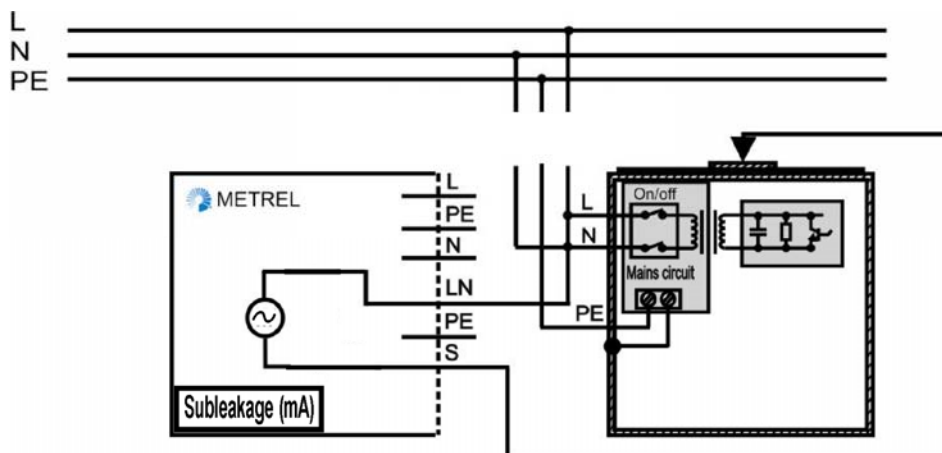 L
N
PE
METREL
L
PE
N
LN
PE
S
Subleakage (mA)
On/off
L
N
Mains circuit
PE